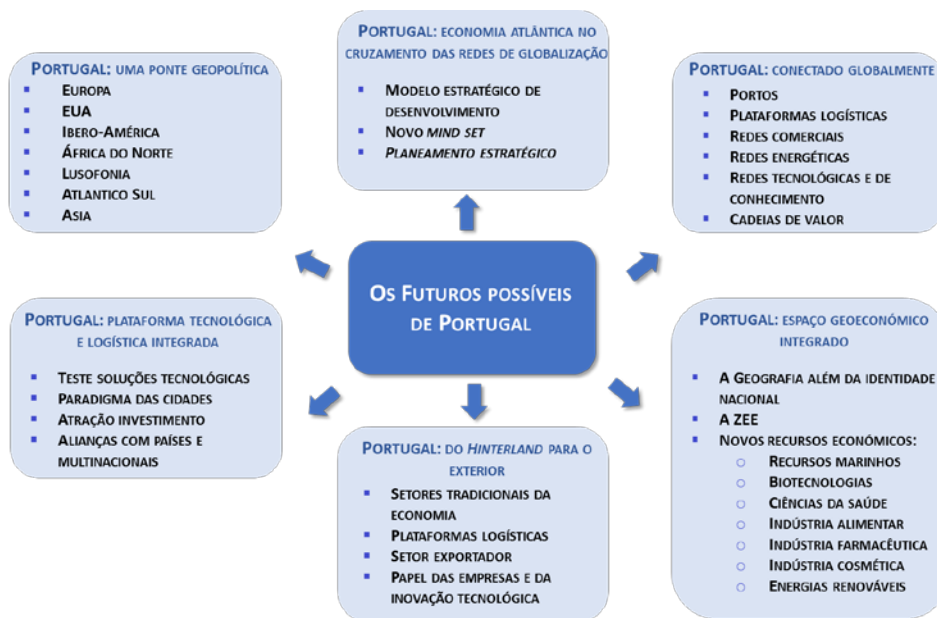 Portugal: uma ponte geopolítica
▪ Europa
▪ EUA
▪ Ibero-América
▪ África do Norte
▪ Lusofonia
▪ Atlantico Sul
▪ Asia
Portugal: economia atlântica no
cruzamento das redes de globalização
▪ Modelo estratégico de
desenvolvimento
▪ Novo mind set
▪ Planeamento estratégico
Portugal: conectado globalmente
▪ Portos
▪ Plataformas logísticas
▪ Redes comerciais
▪ Redes energéticas
▪ Redes tecnológicas e de
conhecimento
▪ Cadeias de valor
Os Futuros possíveis
de Portugal
Portugal: plataforma tecnológica
e logística integrada
▪ Teste soluções tecnológicas
▪ Paradigma das cidades
▪ Atração investimento
▪ Alianças com países e
multinacionais
Portugal: do Hinterland para o
exterior
▪ Setores tradicionais da
economia
▪ Plataformas logísticas
▪ Setor exportador
▪ Papel das empresas e da
inovação tecnológica
Portugal: espaço geoeconómico
integrado
▪ A Geografia além da identidade
nacional
▪ A ZEE
▪ Novos recursos económicos:
○ Recursos marinhos
○ Biotecnologias
○ Ciências da saúde
○ Indústria alimentar
○ Indústria farmacêutica
○ Indústria cosmética
○ Energias renováveis